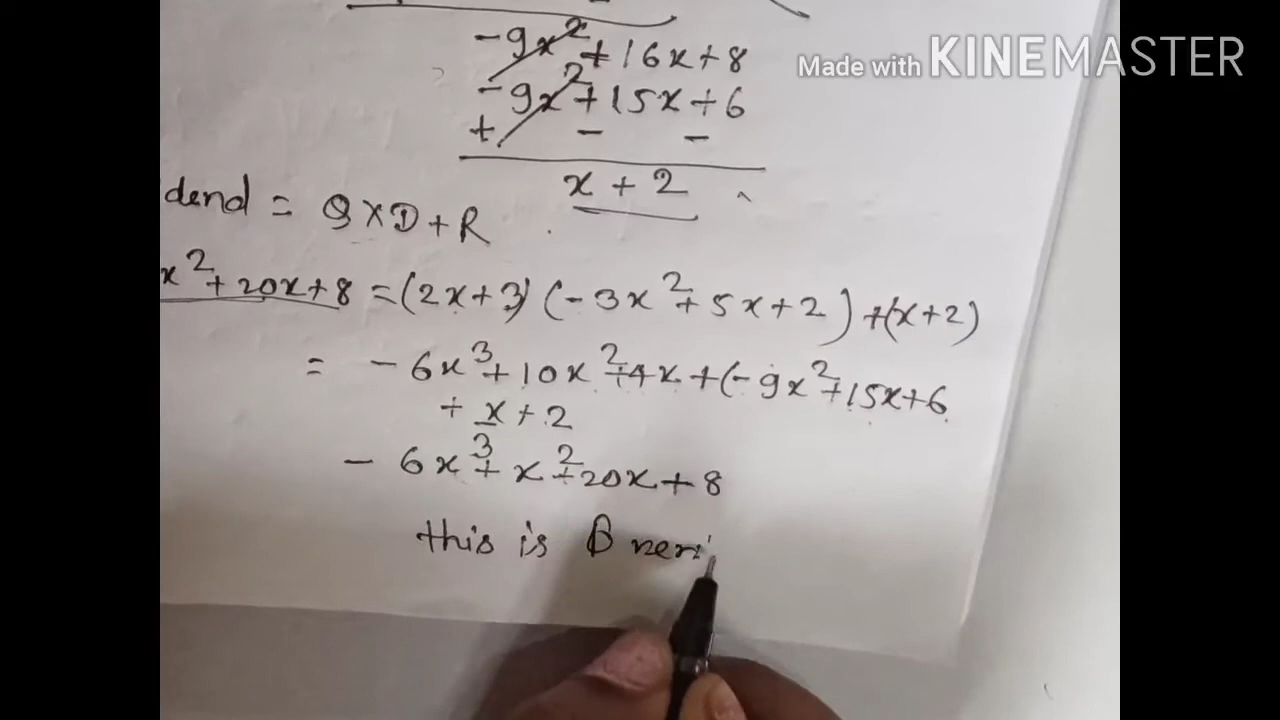 Made with KINEMASTER
-9x²+16x+8
-9x²+15x+6
+ - -
x+2
dend = Q×D+R
x²+20x+8 = (2x+3)(-3x²+5x+2)+(x+2)
= -6x³+10x²+4x+(-9x²+15x+6
+x+2
-6x³+x²+20x+8
this is